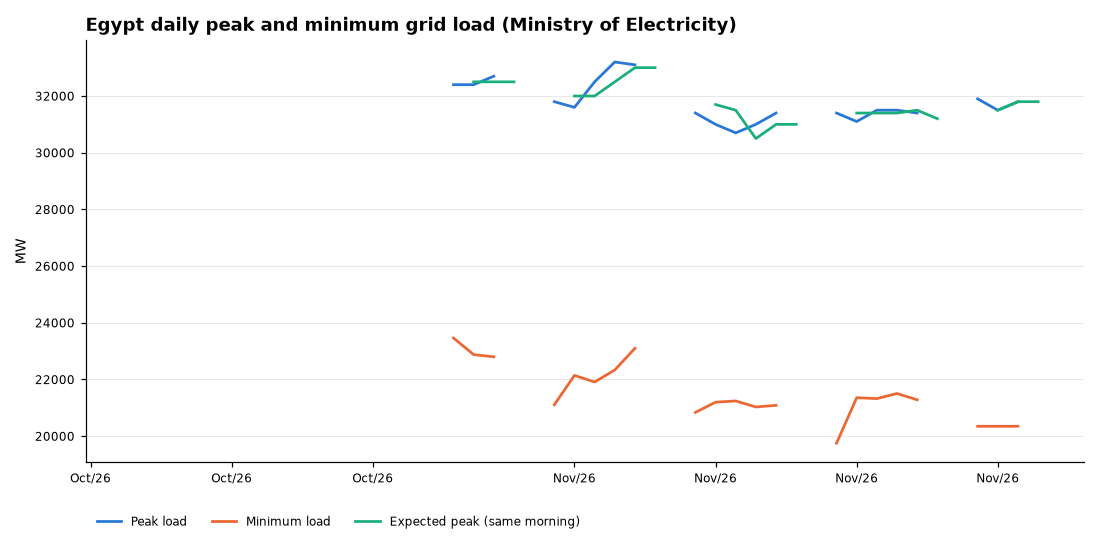 Egypt daily peak and minimum grid load (Ministry of Electricity)
MW
32000
30000
28000
26000
24000
22000
20000
Oct/26 Oct/26 Oct/26 Nov/26 Nov/26 Nov/26 Nov/26
Peak load Minimum load Expected peak (same morning)